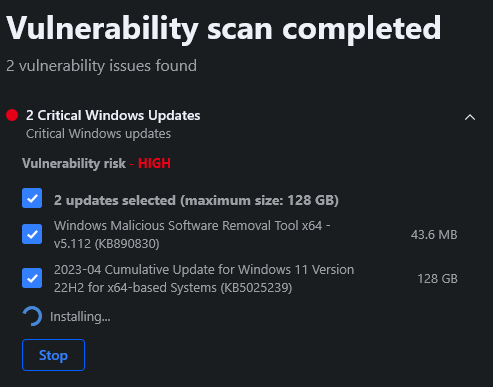 Vulnerability scan completed
2 vulnerability issues found
2 Critical Windows Updates
Critical Windows updates
Vulnerability risk - HIGH
2 updates selected (maximum size: 128 GB)
Windows Malicious Software Removal Tool x64 -
v5.112 (KB890830)
43.6 MB
2023-04 Cumulative Update for Windows 11 Version
22H2 for x64-based Systems (KB5025239)
128 GB
Installing...
Stop